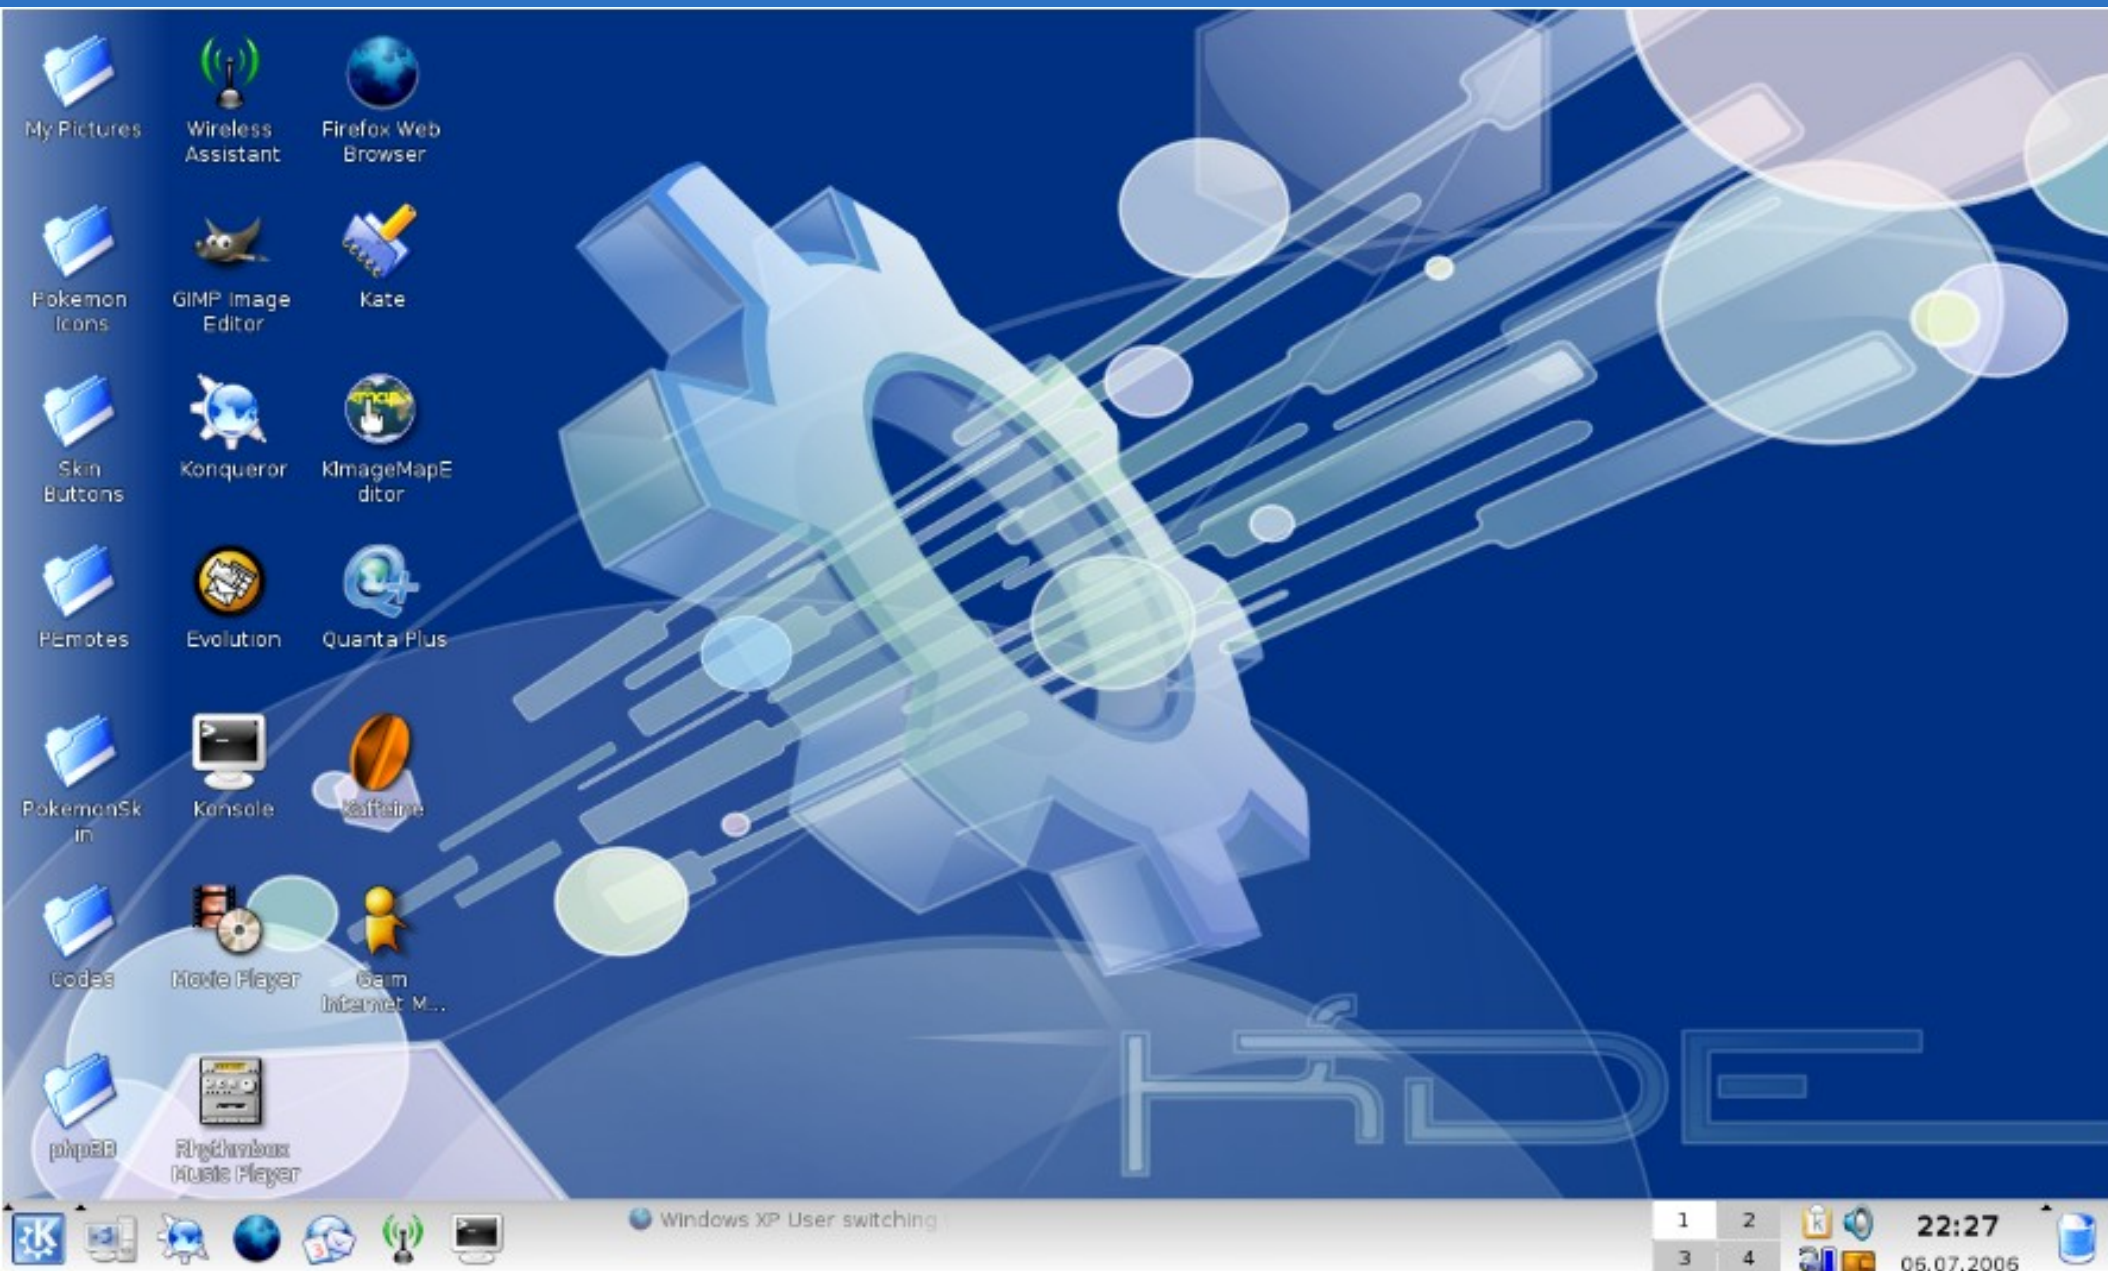 My Pictures
Wireless
Assistant
Firefox Web
Browser
Pokemon
Icons
GIMP Image
Editor
Kate
Skin
Buttons
Konqueror
KImageMapE
ditor
PEmotes
Evolution
Quanta Plus
PokemonSk
in
Konsole
Kaffeine
Codes
Movie Player
Gaim
Internet M...
phpBB
Rhythmbox
Music Player
KDE
Windows XP User switching
1 2
3 4
22:27
06.07.2006